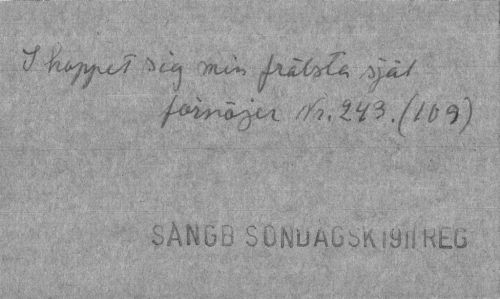 I hoppet sig min frälsta själ
förnöjer Nr. 243. (109)
SÅNGB SÖNDAGSK 1911 REG